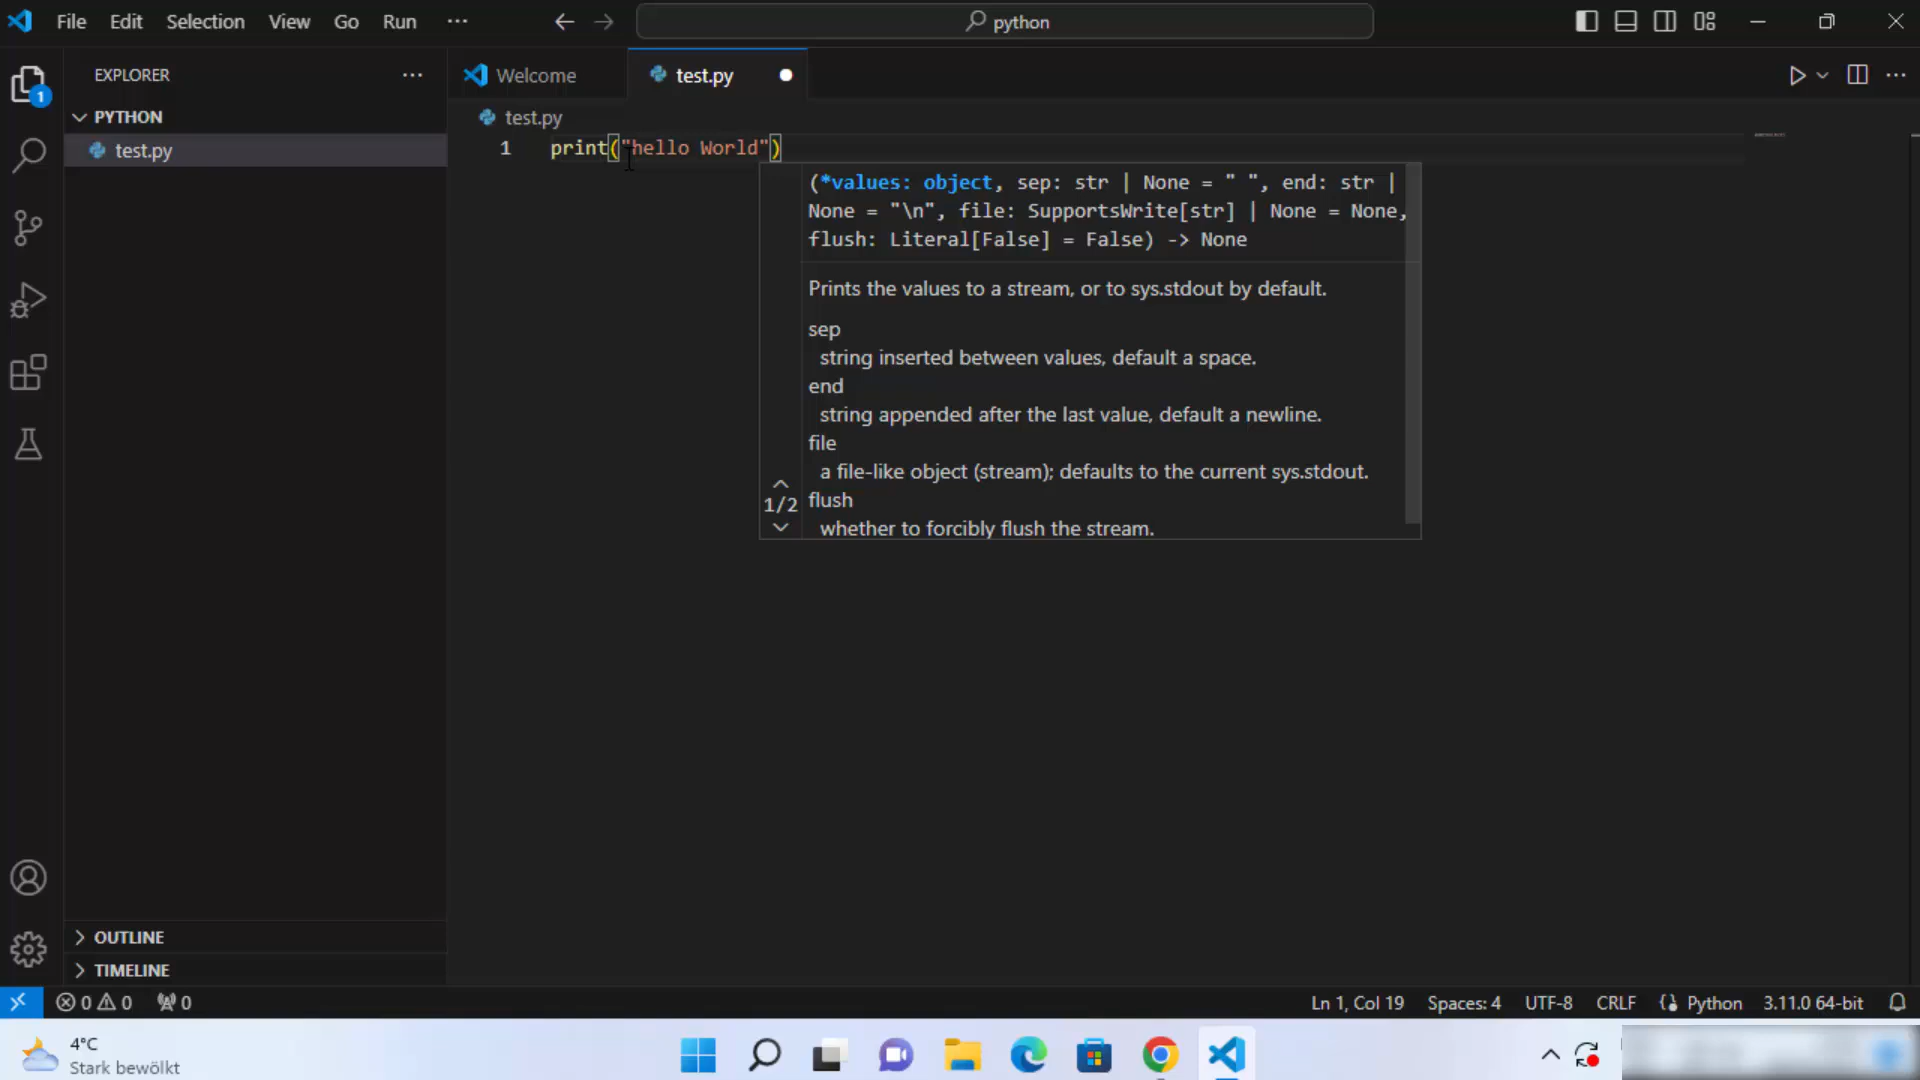 File Edit Selection View Go Run ···
python
EXPLORER ···
Welcome
test.py
1
PYTHON
test.py
test.py
1 print("hello World")
(*values: object, sep: str | None = " ", end: str |
None = "\n", file: SupportsWrite[str] | None = None,
flush: Literal[False] = False) -> None
Prints the values to a stream, or to sys.stdout by default.
sep
string inserted between values, default a space.
end
string appended after the last value, default a newline.
file
a file-like object (stream); defaults to the current sys.stdout.
1/2
flush
whether to forcibly flush the stream.
OUTLINE
TIMELINE
0 0 0
Ln 1, Col 19 Spaces: 4 UTF-8 CRLF Python 3.11.0 64-bit
4°C
Stark bewölkt